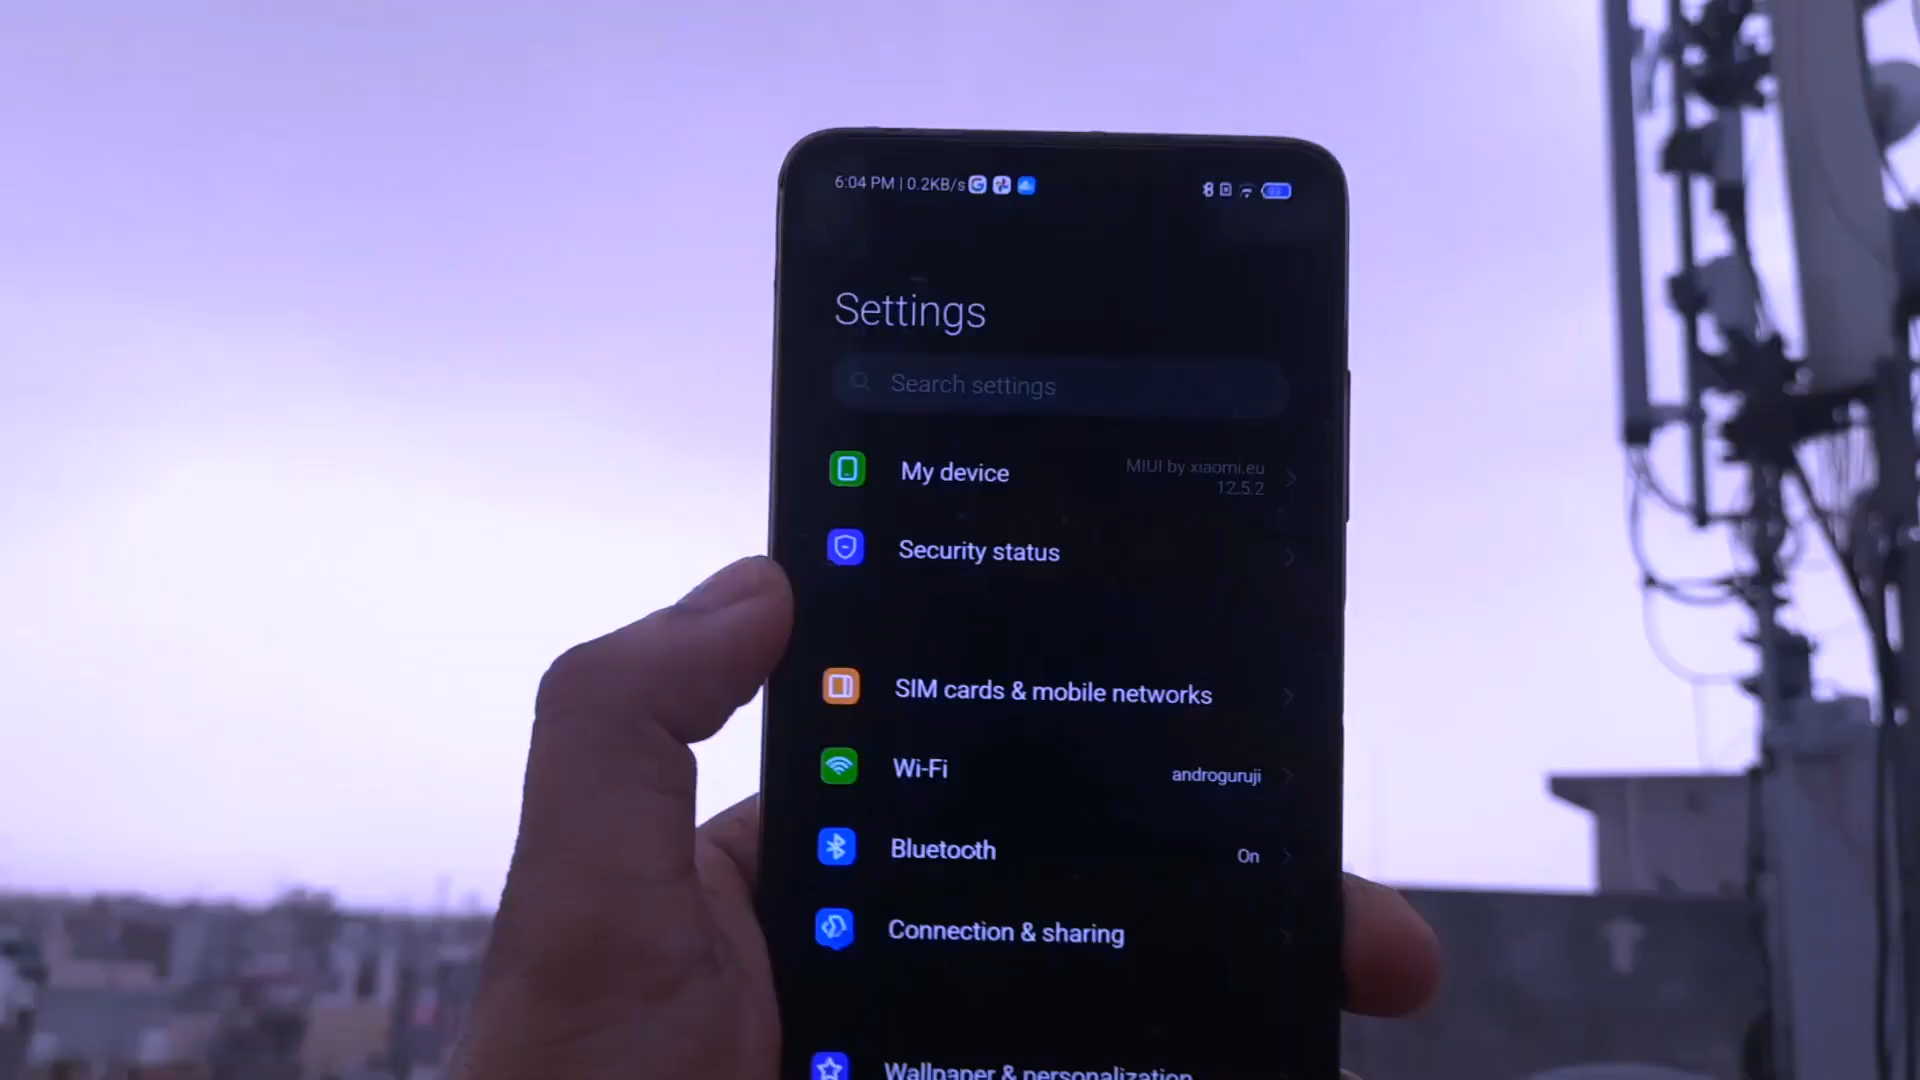 6:04 PM | 0.2KB/s
Settings
Search settings
My device
MIUI by xiaomi.eu
12.5.2
Security status
SIM cards & mobile networks
Wi-Fi
androguruji
Bluetooth
On
Connection & sharing
Wallpaper & personalization